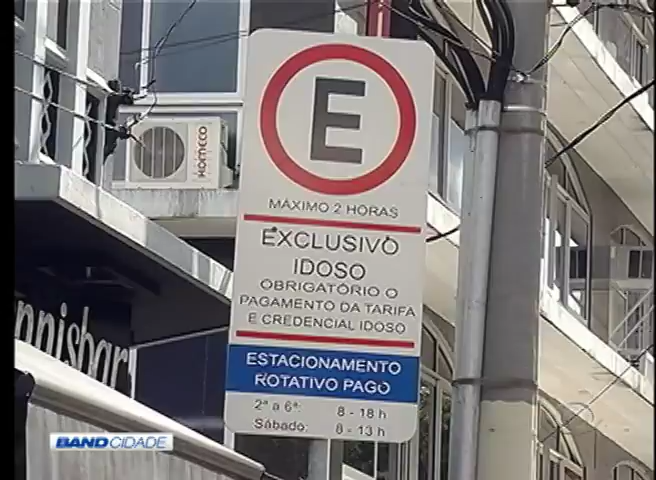 E
MÁXIMO 2 HORAS
EXCLUSIVO
IDOSO
OBRIGATÓRIO O
PAGAMENTO DA TARIFA
E CREDENCIAL IDOSO
ESTACIONAMENTO
ROTATIVO PAGO
2ª a 6ª: 8 - 18 h
Sábado: 8 - 13 h
KOMECO
nnisbar
BAND CIDADE